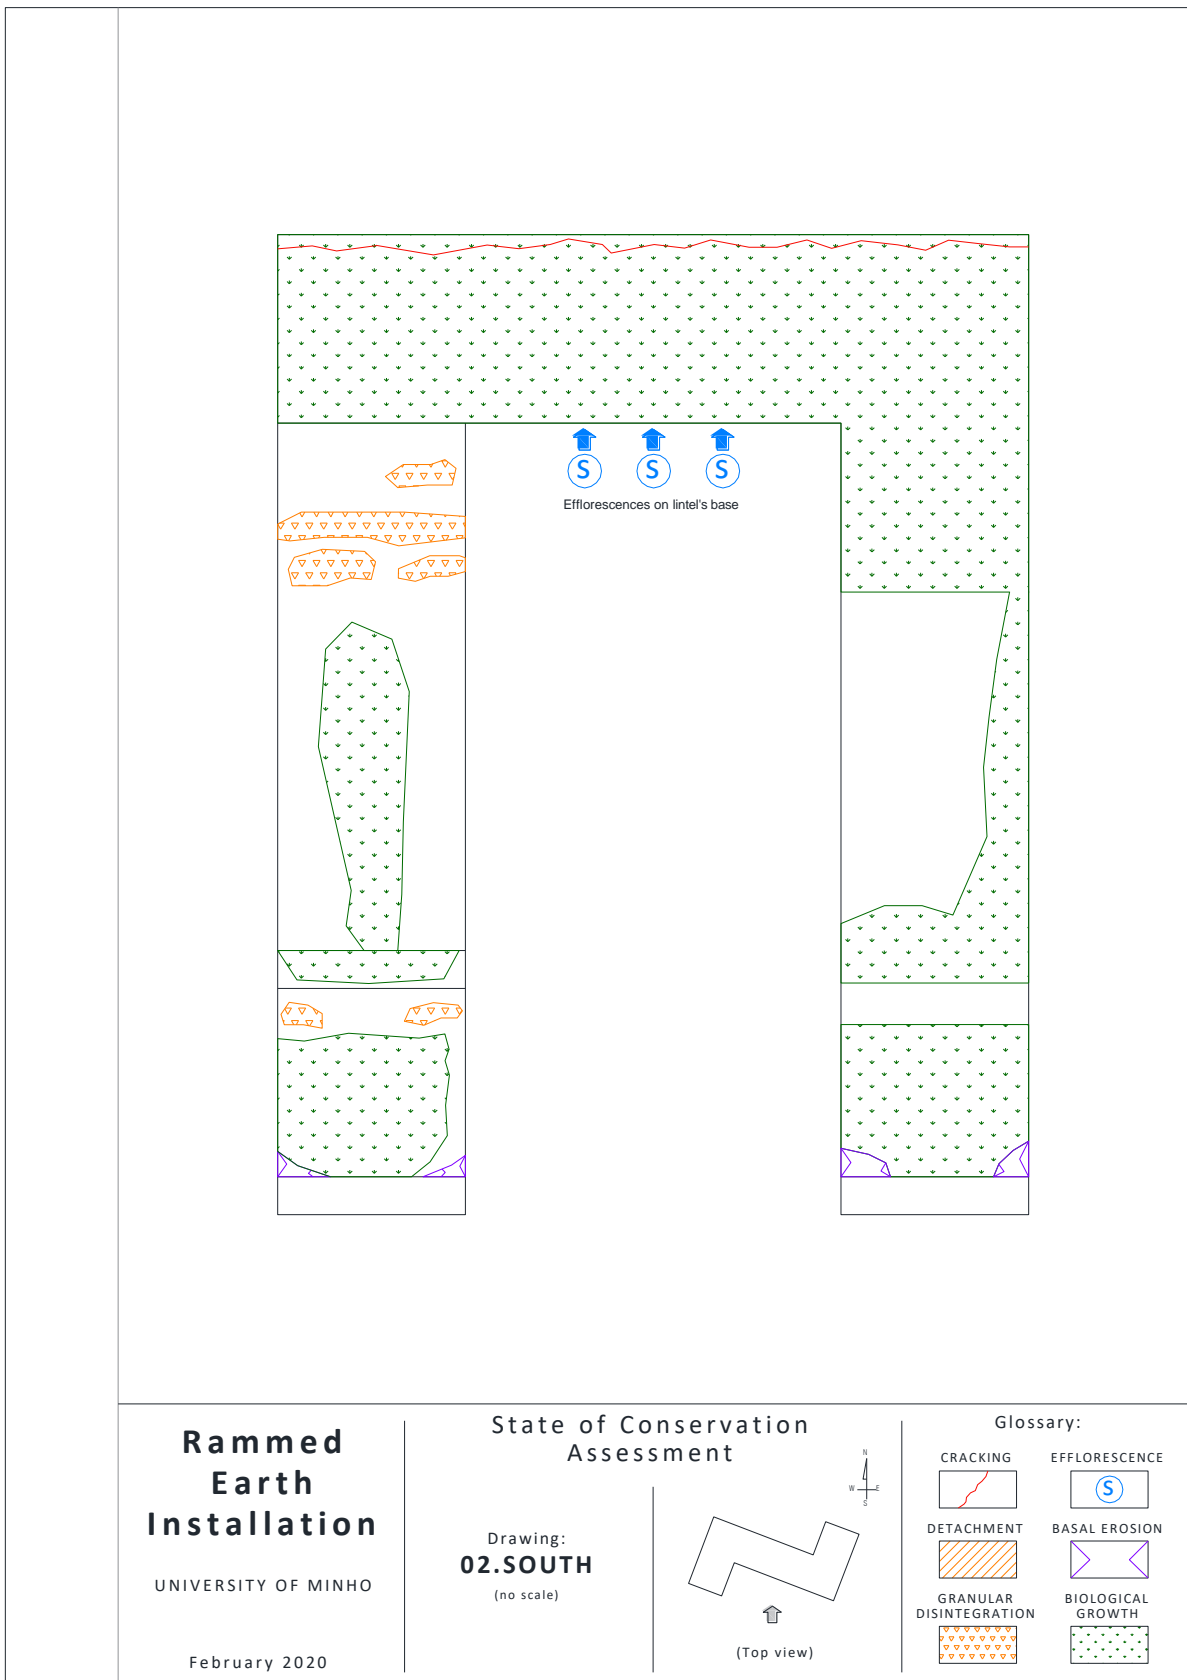 S S S
Efflorescences on lintel's base
Rammed
Earth
Installation
UNIVERSITY OF MINHO
February 2020
State of Conservation
Assessment
Drawing:
02.SOUTH
(no scale)
N
W E
S
(Top view)
Glossary:
CRACKING
EFFLORESCENCE
S
DETACHMENT
BASAL EROSION
GRANULAR
DISINTEGRATION
BIOLOGICAL
GROWTH